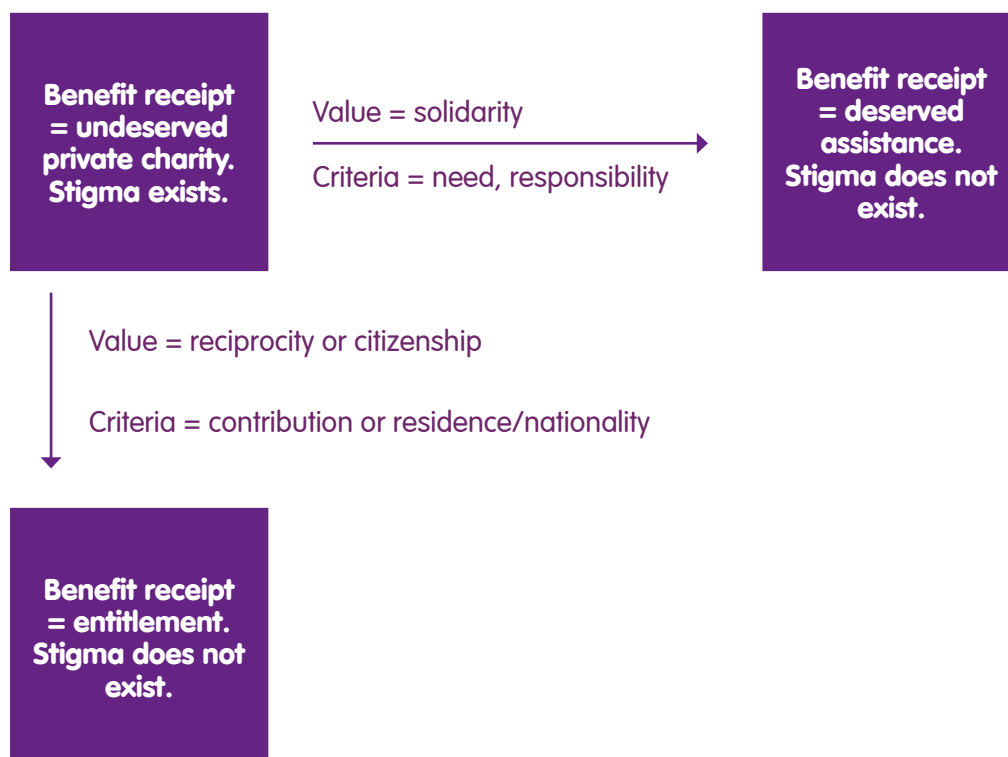 Benefit receipt
= undeserved
private charity.
Stigma exists.
Value = solidarity
Criteria = need, responsibility
Benefit receipt
= deserved
assistance.
Stigma does not
exist.
Value = reciprocity or citizenship
Criteria = contribution or residence/nationality
Benefit receipt
= entitlement.
Stigma does not
exist.